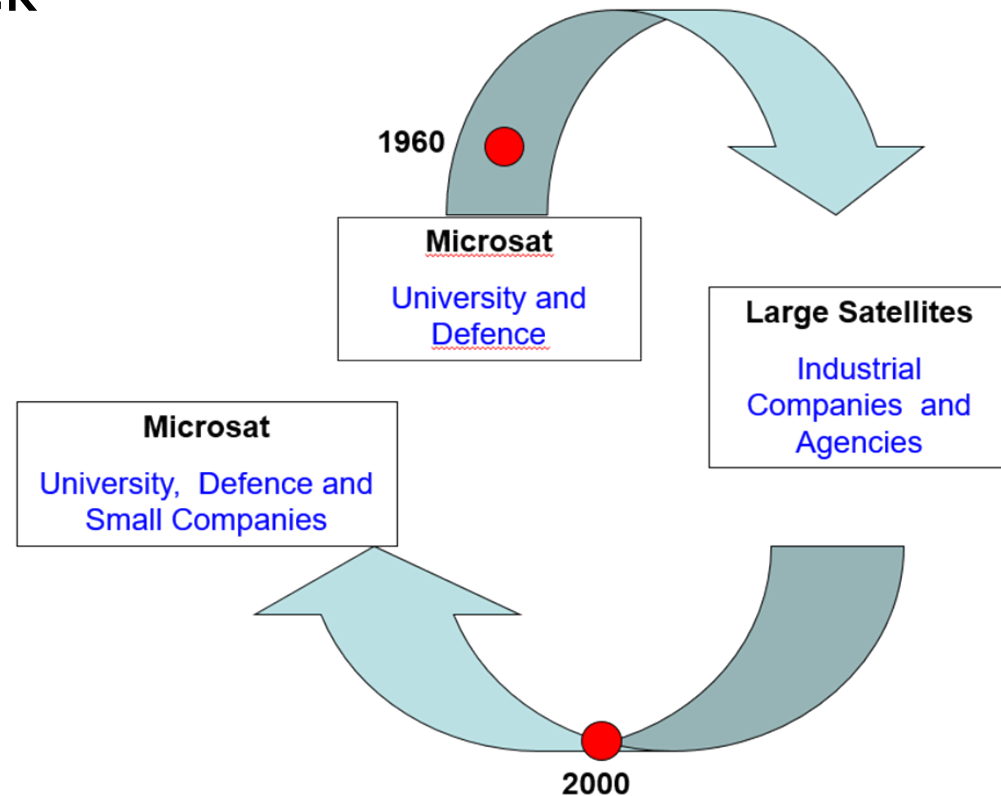 1960
Microsat
University and
Defence
Large Satellites
Industrial
Companies  and
Agencies
Microsat
University,  Defence and
Small Companies
2000